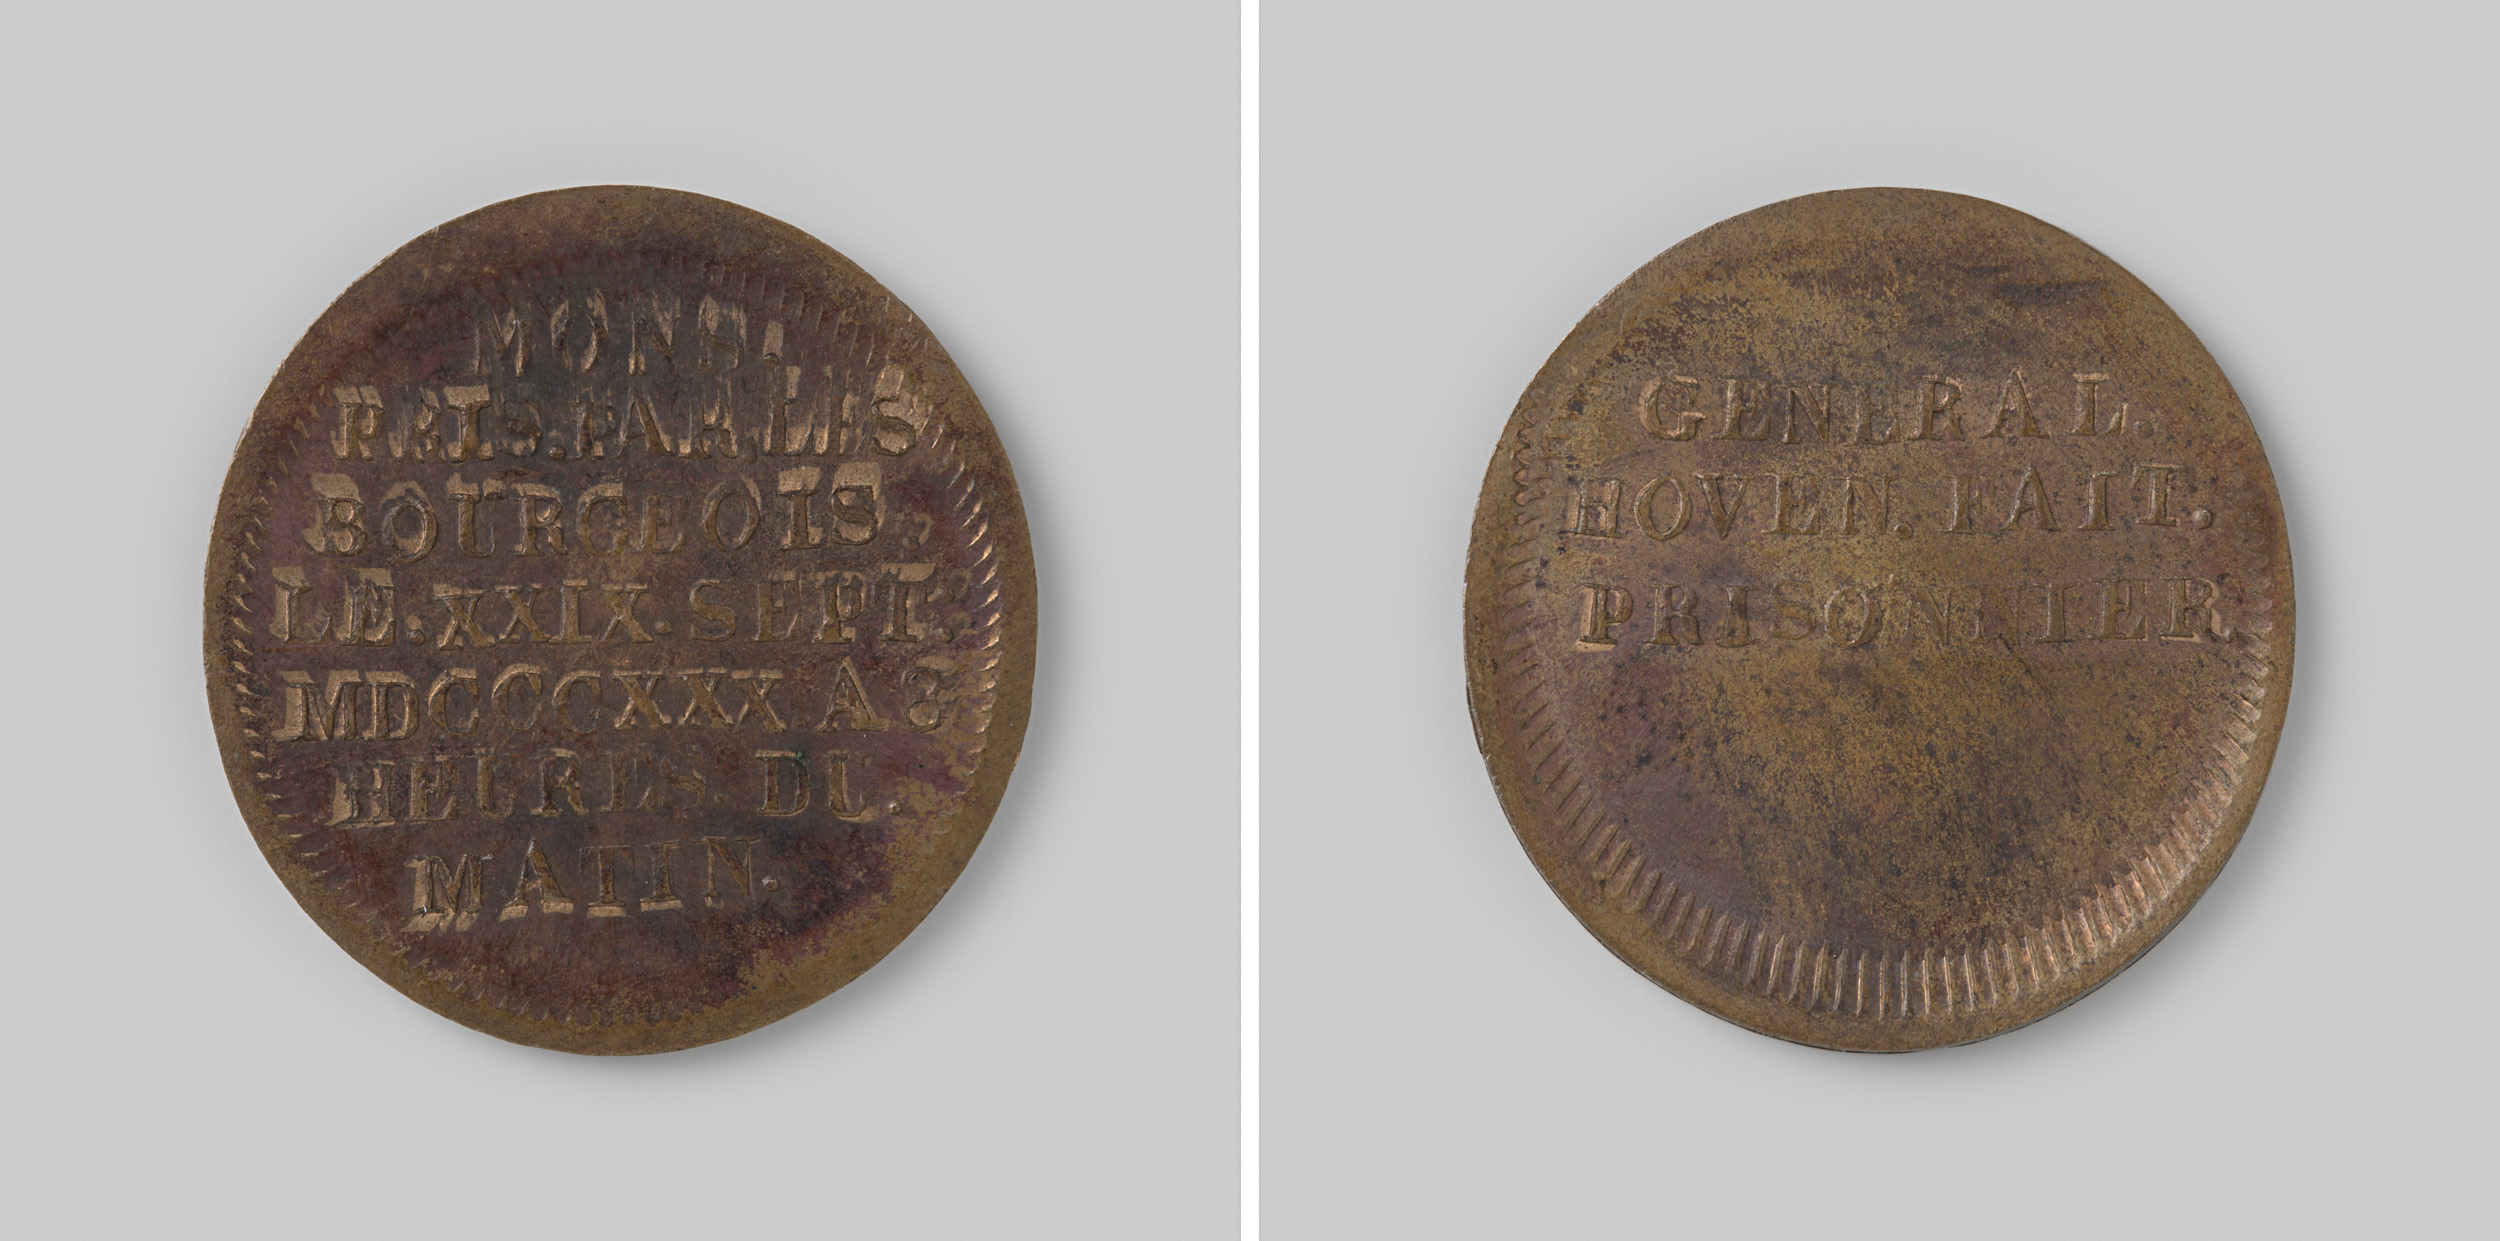 MONS.
PRIS. PAR. LES
BOURGEOIS.
LE. XXIX. SEPT.
MDCCCXXX A 3
HEURES. DU.
MATIN.
GENERAL.
HOVEN. FAIT.
PRISONNIER